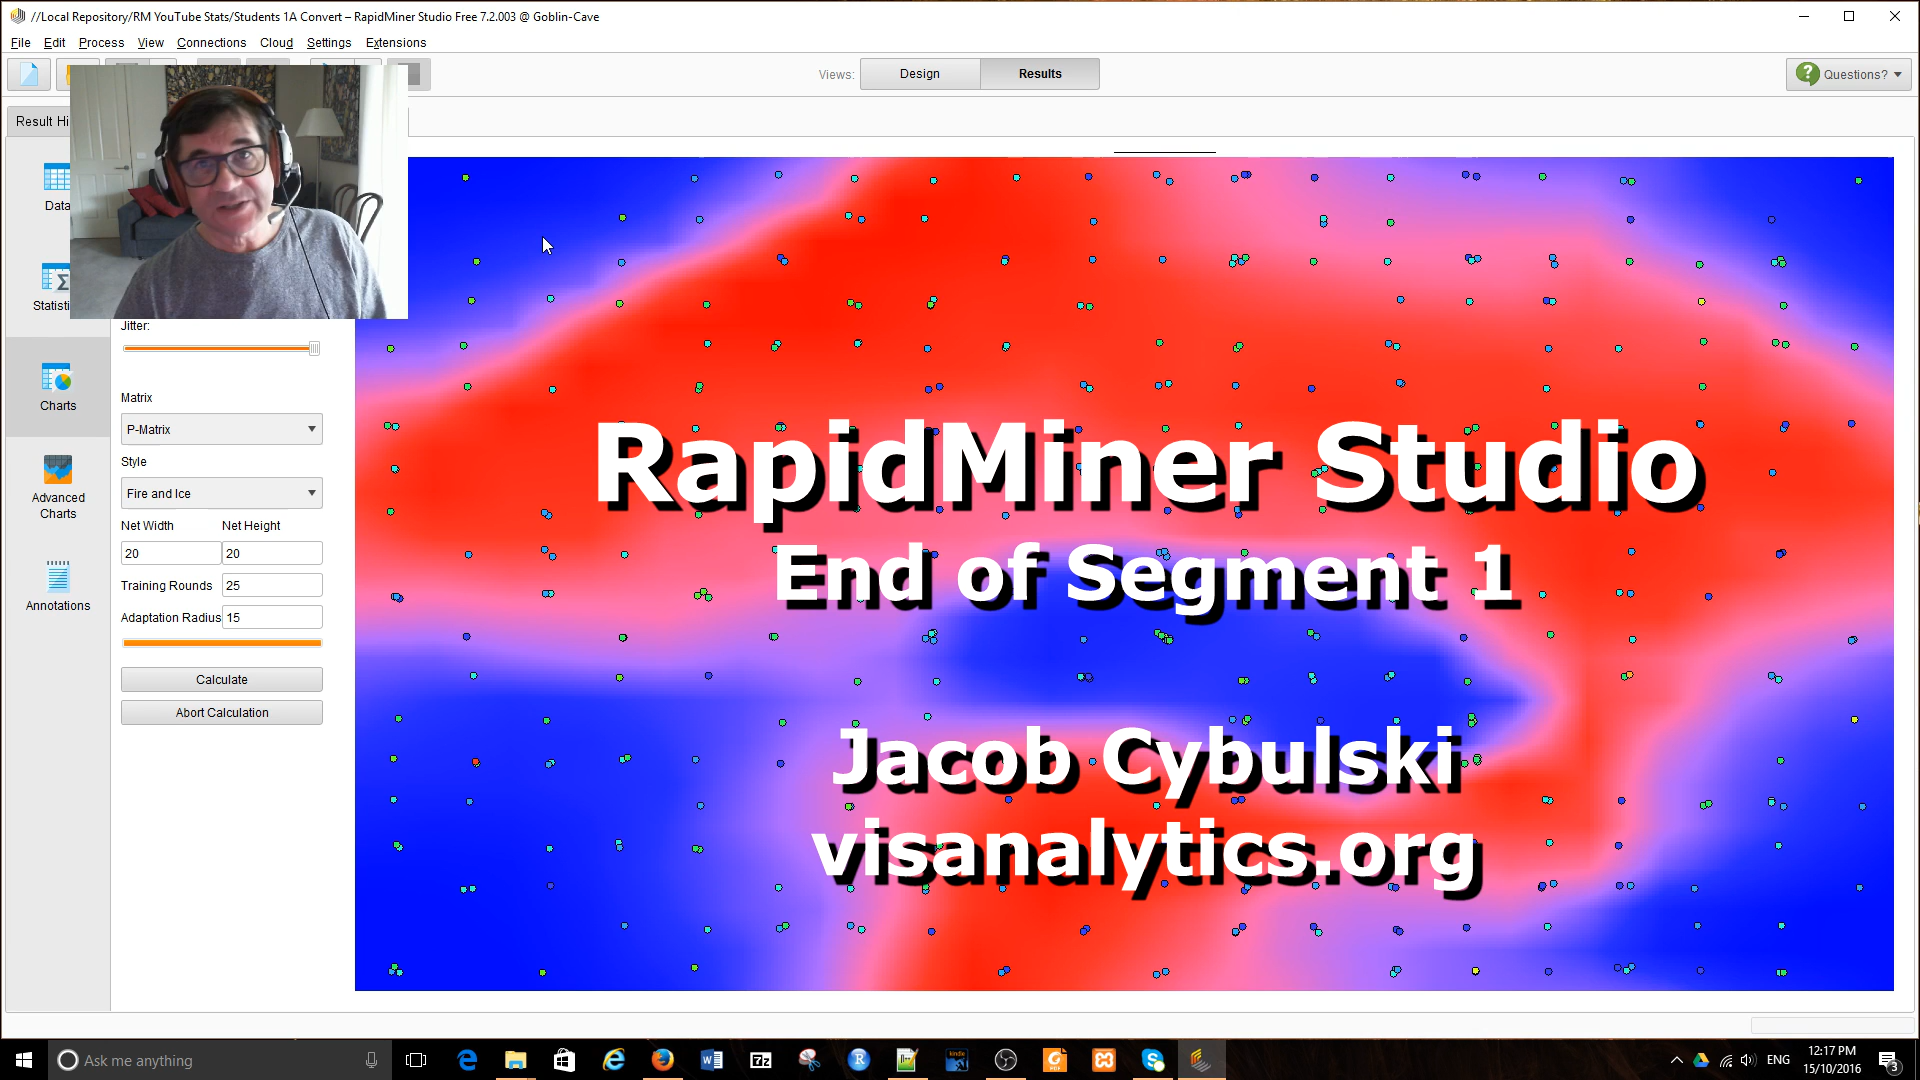 //Local Repository/RM YouTube Stats/Students 1A Convert – RapidMiner Studio Free 7.2.003 @ Goblin-Cave
File Edit Process View Connections Cloud Settings Extensions
Views: Design Results
Questions?
Result Hi
Data
Statisti
Charts
Advanced
Charts
Annotations
Jitter:
Matrix
P-Matrix
Style
Fire and Ice
Net Width Net Height
20 20
Training Rounds 25
Adaptation Radius 15
Calculate
Abort Calculation
RapidMiner Studio
End of Segment 1
Jacob Cybulski
visanalytics.org
Ask me anything
ENG
12:17 PM
15/10/2016
3
7z
kindle